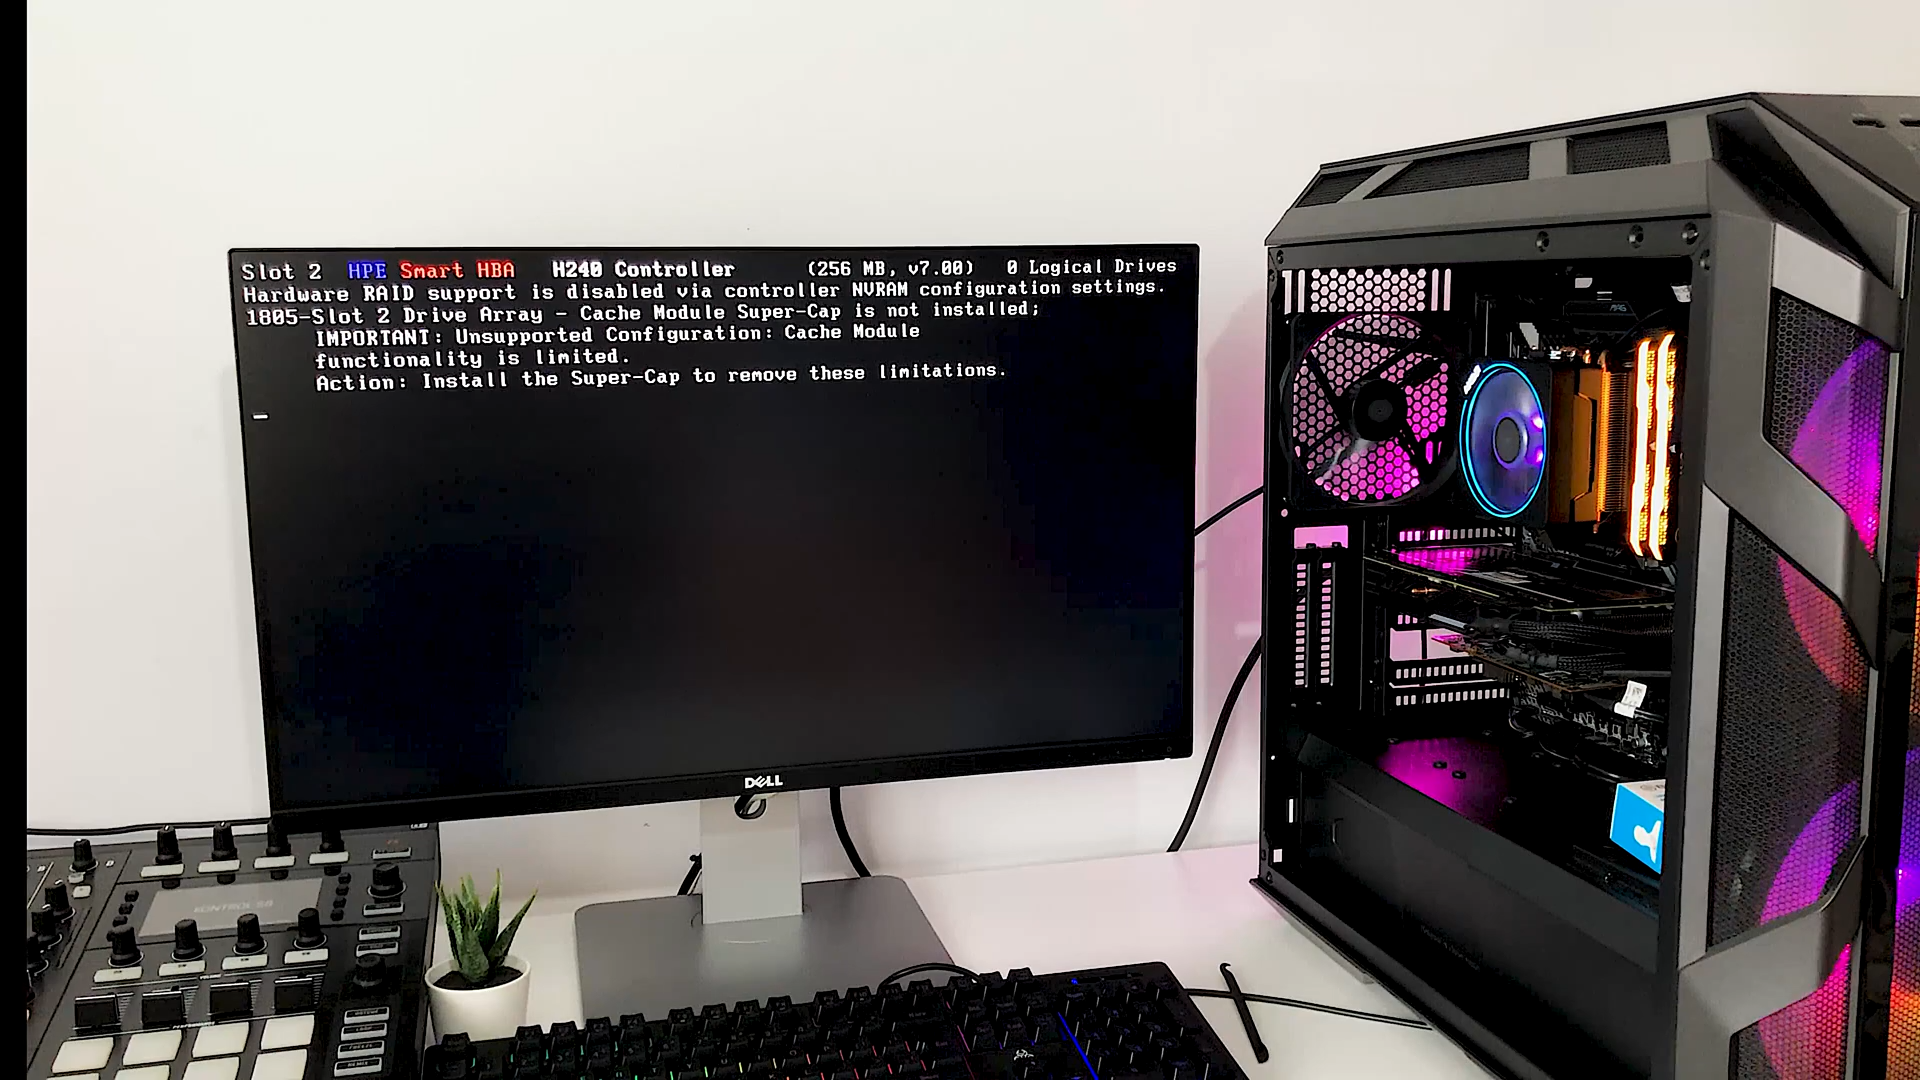 Slot 2 HPE Smart HBA H240 Controller (256 MB, v7.00) 0 Logical Drives
Hardware RAID support is disabled via controller NVRAM configuration settings.
1805-Slot 2 Drive Array - Cache Module Super-Cap is not installed;
IMPORTANT: Unsupported Configuration: Cache Module
functionality is limited.
Action: Install the Super-Cap to remove these limitations.
DELL